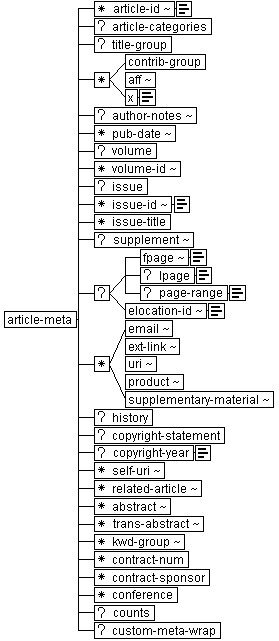 * article-id ~
? article-categories
? title-group
contrib-group
*
aff ~
x
? author-notes ~
* pub-date ~
? volume
* volume-id ~
? issue
* issue-id ~
* issue-title
? supplement ~
fpage ~
? lpage
?
? page-range
elocation-id ~
article-meta
email ~
ext-link ~
*
uri ~
product ~
supplementary-material ~
? history
? copyright-statement
? copyright-year
* self-uri ~
* related-article ~
* abstract ~
* trans-abstract ~
* kwd-group ~
* contract-num
* contract-sponsor
* conference
? counts
? custom-meta-wrap